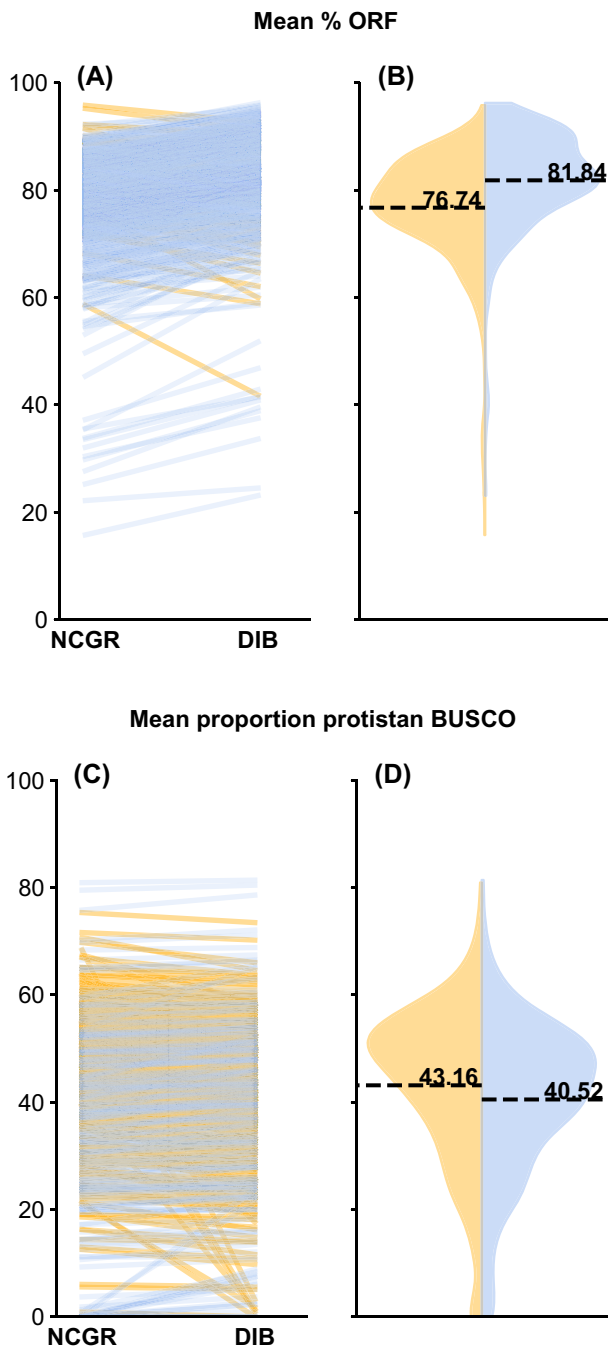 Mean % ORF
(A)
(B)
100
80
60
40
20
0
81.84
76.74
NCGR DIB
Mean proportion protistan BUSCO
(C)
(D)
100
80
60
40
20
0
43.16
40.52
NCGR DIB